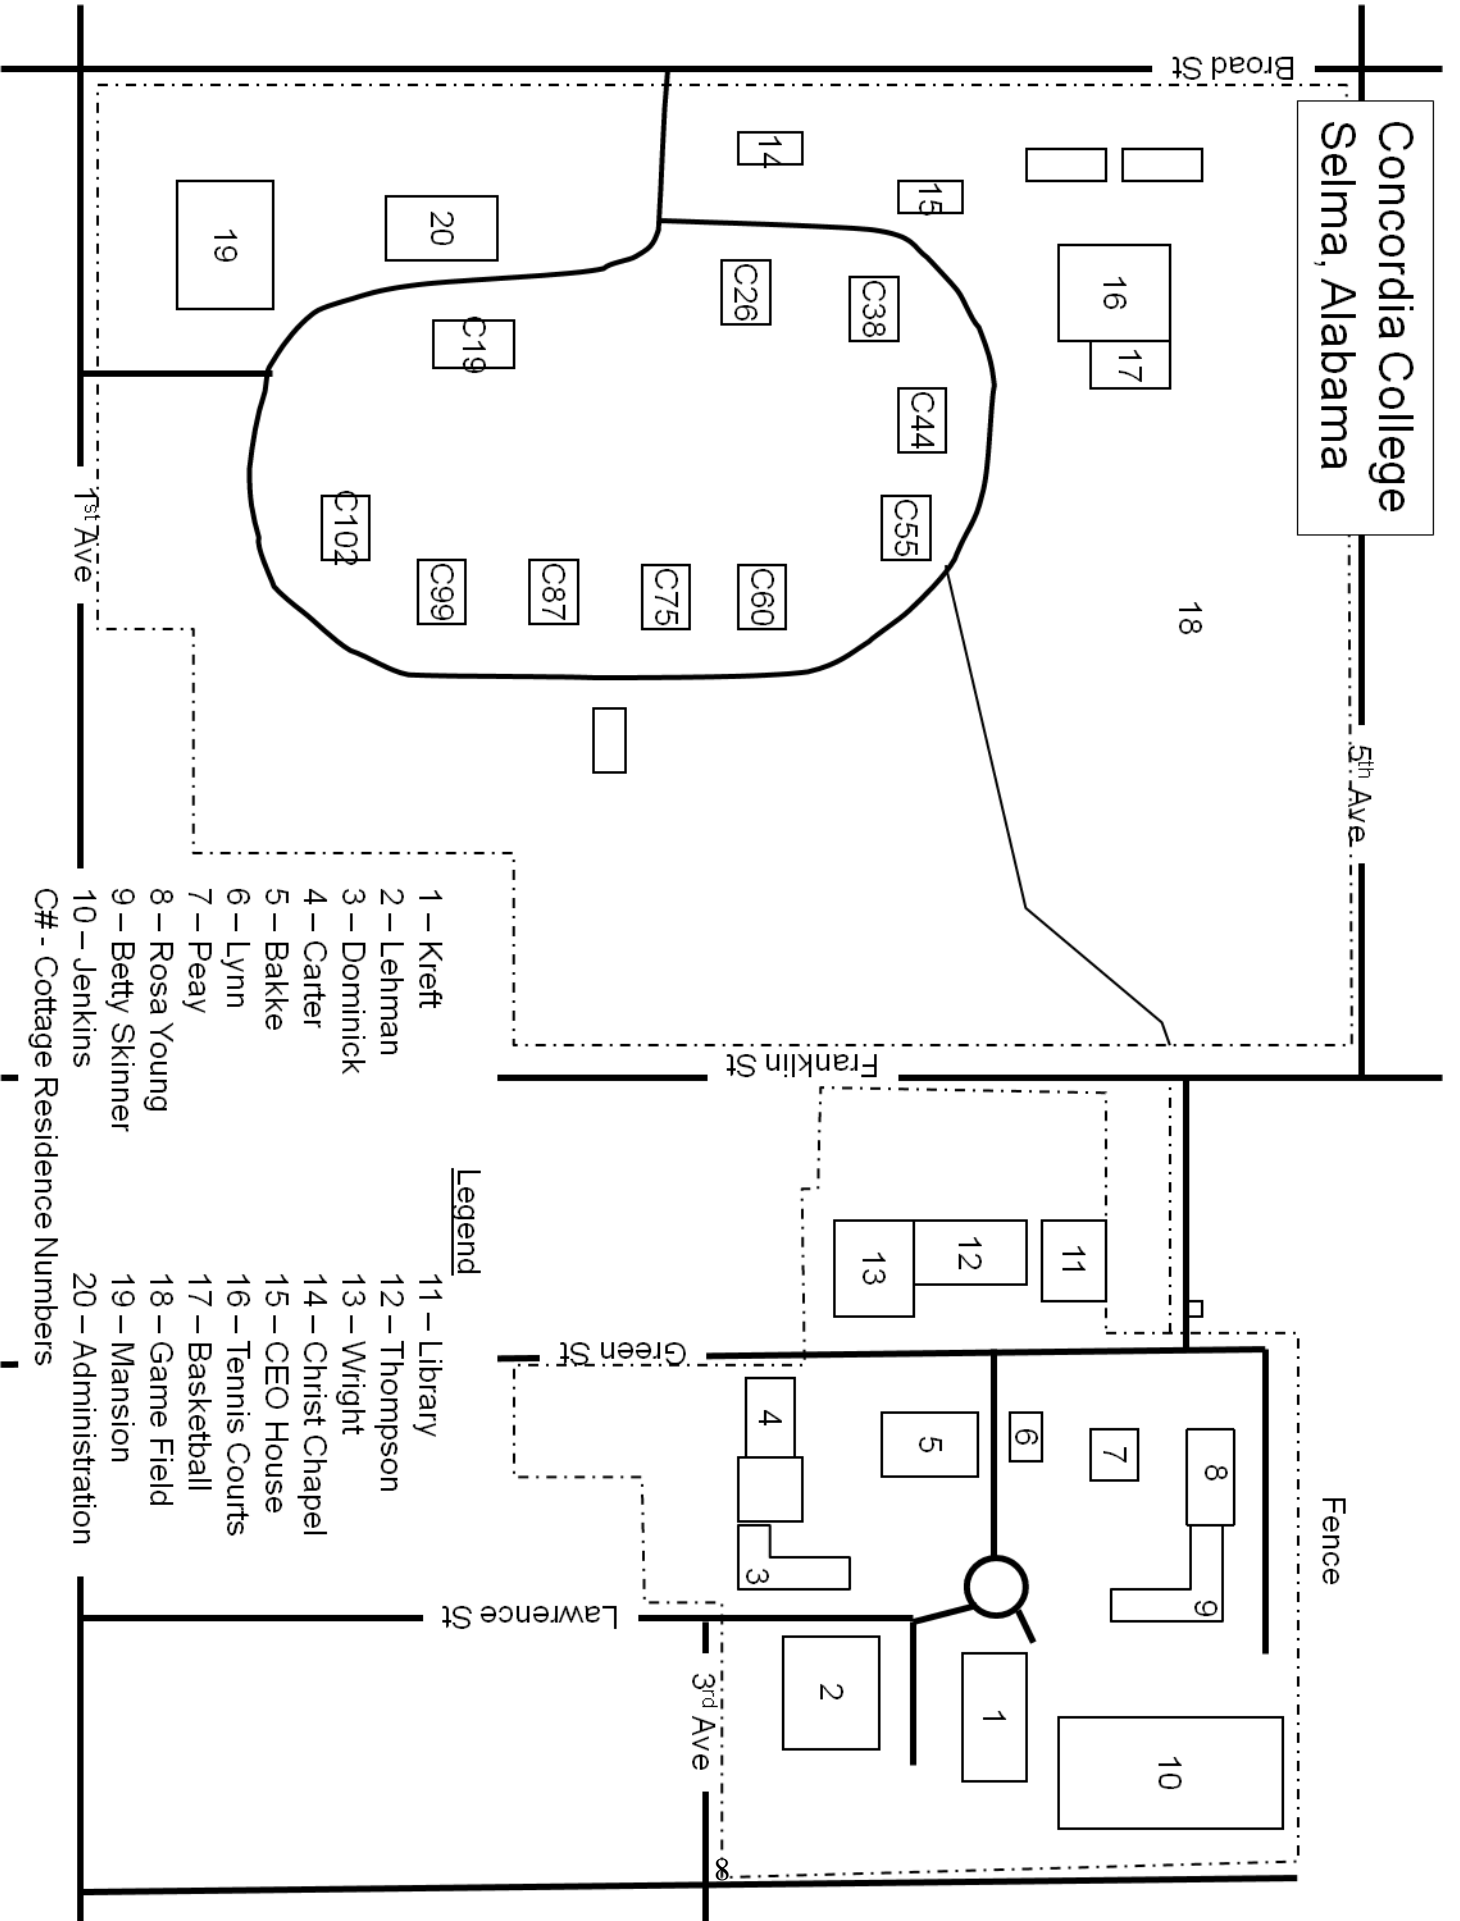 Concordia College
Selma, Alabama
Broad St
5th Ave
1st Ave
Franklin St
Green St
Lawrence St
3rd Ave
Fence
14
15
16
17
18
19
20
C19
C26
C38
C44
C55
C60
C75
C87
C99
C102
11
12
13
4
5
6
7
8
9
3
2
1
10
8
Legend
1 – Kreft
2 – Lehman
3 – Dominick
4 – Carter
5 – Bakke
6 – Lynn
7 – Peay
8 – Rosa Young
9 – Betty Skinner
10 – Jenkins
C# - Cottage Residence Numbers
11 – Library
12 – Thompson
13 – Wright
14 – Christ Chapel
15 – CEO House
16 – Tennis Courts
17 – Basketball
18 – Game Field
19 – Mansion
20 – Administration